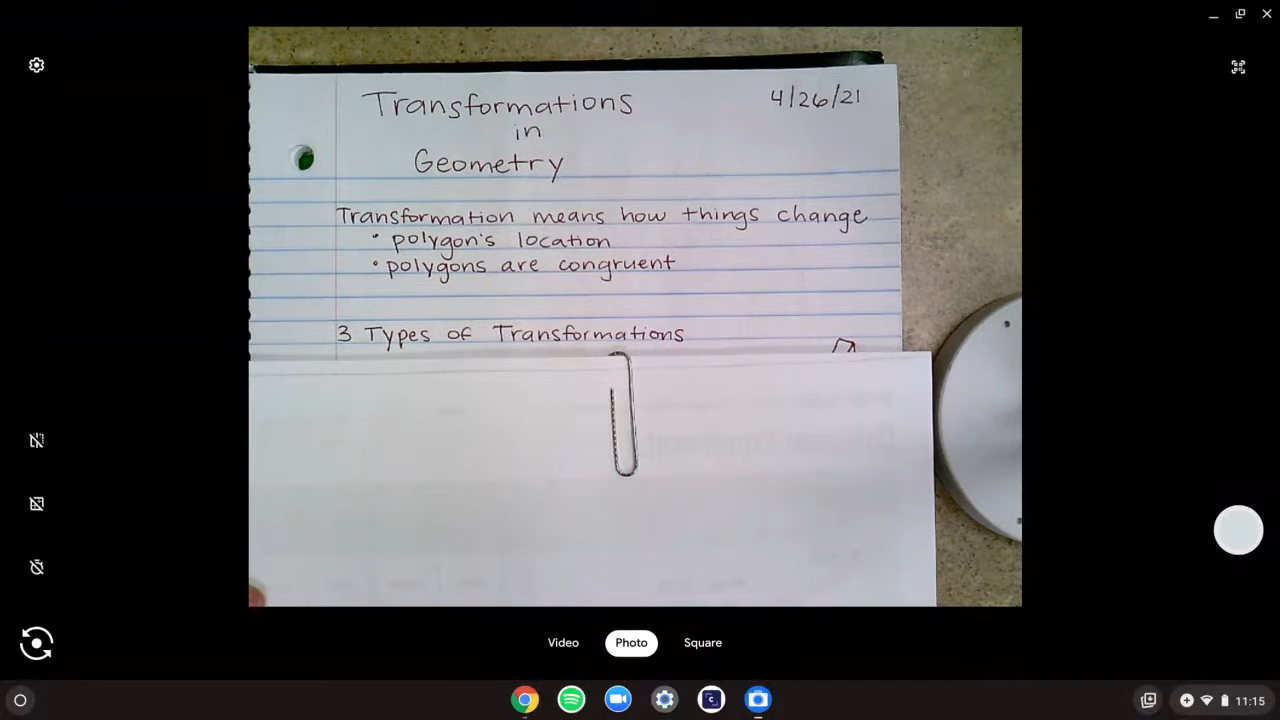 Transformations
4/26/21
in
Geometry
Transformation means how things change
• polygon's location
• polygons are congruent
3 Types of Transformations
Video
Photo
Square
11:15